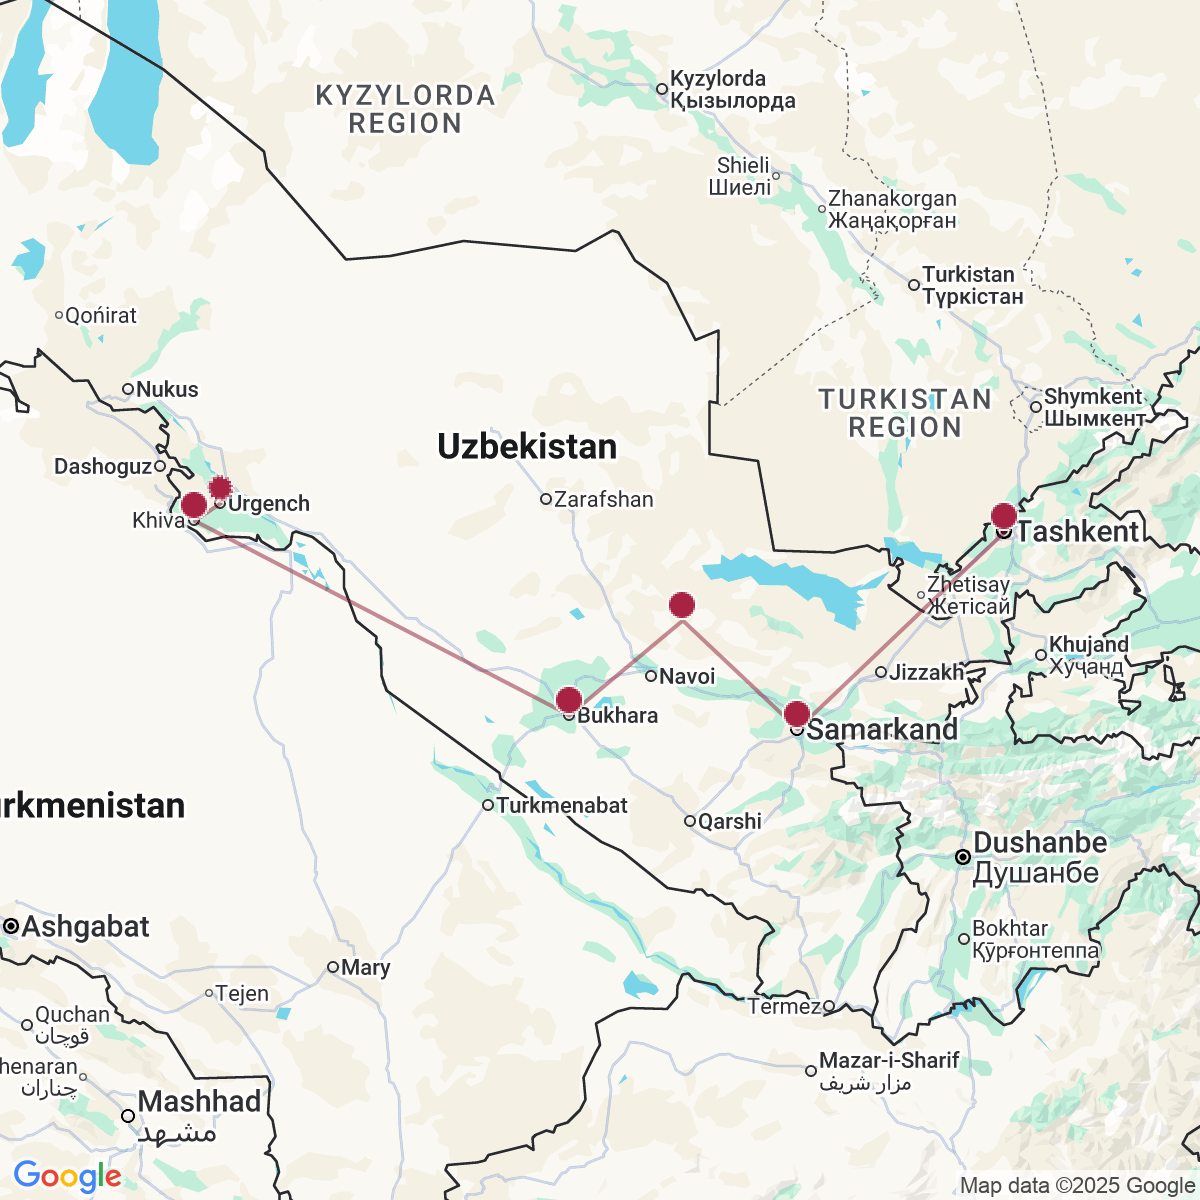 KYZYLORDA
REGION
Kyzylorda
Қызылорда
Shieli
Шиелі
Zhanakorgan
Жаңақорған
Turkistan
Түркістан
Qońirat
Nukus
TURKISTAN
REGION
Shymkent
Шымкент
Uzbekistan
Dashoguz
Zarafshan
Urgench
Khiva
Tashkent
Zhetisay
Жетісай
Khujand
Хуҷанд
Navoi
Jizzakh
Bukhara
Samarkand
rkmenistan
Turkmenabat
Qarshi
Dushanbe
Душанбе
Ashgabat
Bokhtar
Қӯрғонтеппа
Mary
Tejen
Termez
Quchan
قوچان
henaran
چناران
Mazar-i-Sharif
مزار شریف
Mashhad
مشهد
Google
Map data ©2025 Google